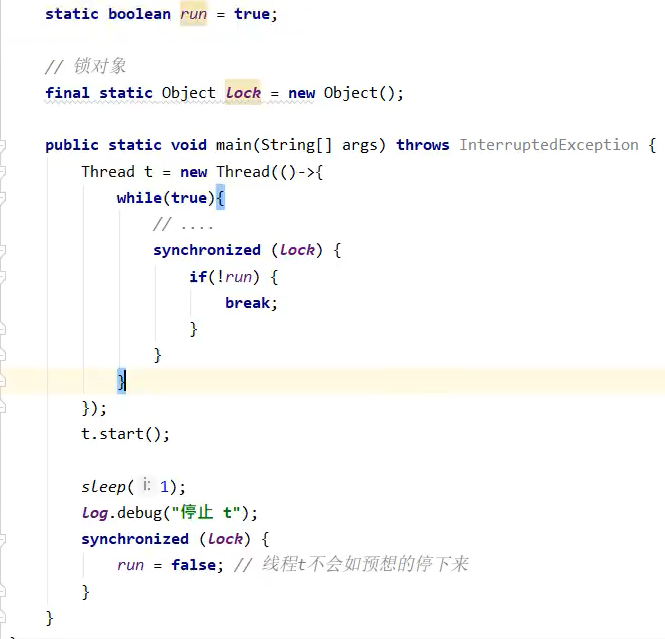 static boolean run = true;
// 锁对象
final static Object lock = new Object();
public static void main(String[] args) throws InterruptedException {
Thread t = new Thread(()->{
while(true){
// ....
synchronized (lock) {
if(!run) {
break;
}
}
}
});
t.start();
sleep( i: 1);
log.debug("停止 t");
synchronized (lock) {
run = false; // 线程t不会如预想的停下来
}
}